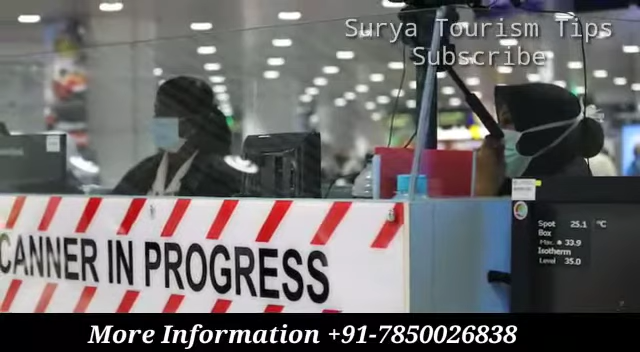 Surya Tourism Tips
Subscribe
CANNER IN PROGRESS
Spot 25.1 °C
Box
Max. 33.9
Isotherm
Level 35.0
More Information +91-7850026838